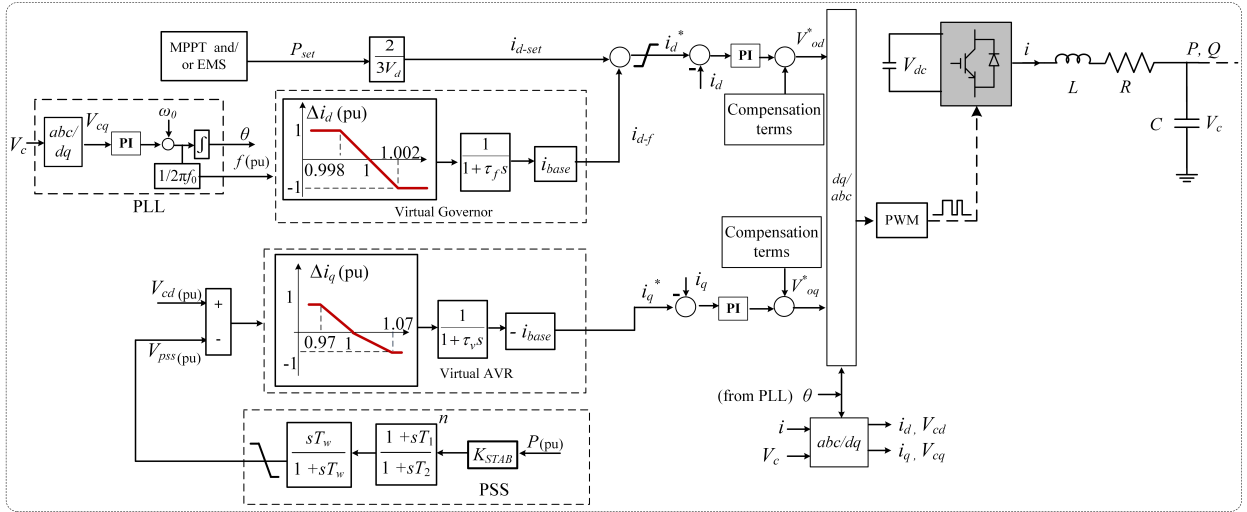 MPPT and/
or EMS
P_set
2
3V_d
i_d-set
i_d*
i_d
PI
V*_od
Compensation
terms
V_c
abc/
dq
V_cq
PI
ω_0
∫
θ
f (pu)
1/2πf_0
PLL
Δi_d (pu)
1
0.998
1
1.002
-1
1
1+τ_f s
i_base
Virtual Governor
i_d-f
dq/
abc
PWM
V_dc
i
L
R
P, Q
C
V_c
V_cd (pu)
V_pss (pu)
+
-
Δi_q (pu)
1
0.97
1
1.07
-1
1
1+τ_v s
- i_base
Virtual AVR
i_q*
-
i_q
PI
Compensation
terms
V*_oq
(from PLL) θ
i
V_c
abc/dq
i_d, V_cd
i_q, V_cq
sT_w
1+sT_w
1+sT_1
1+sT_2
n
K_STAB
P(pu)
PSS